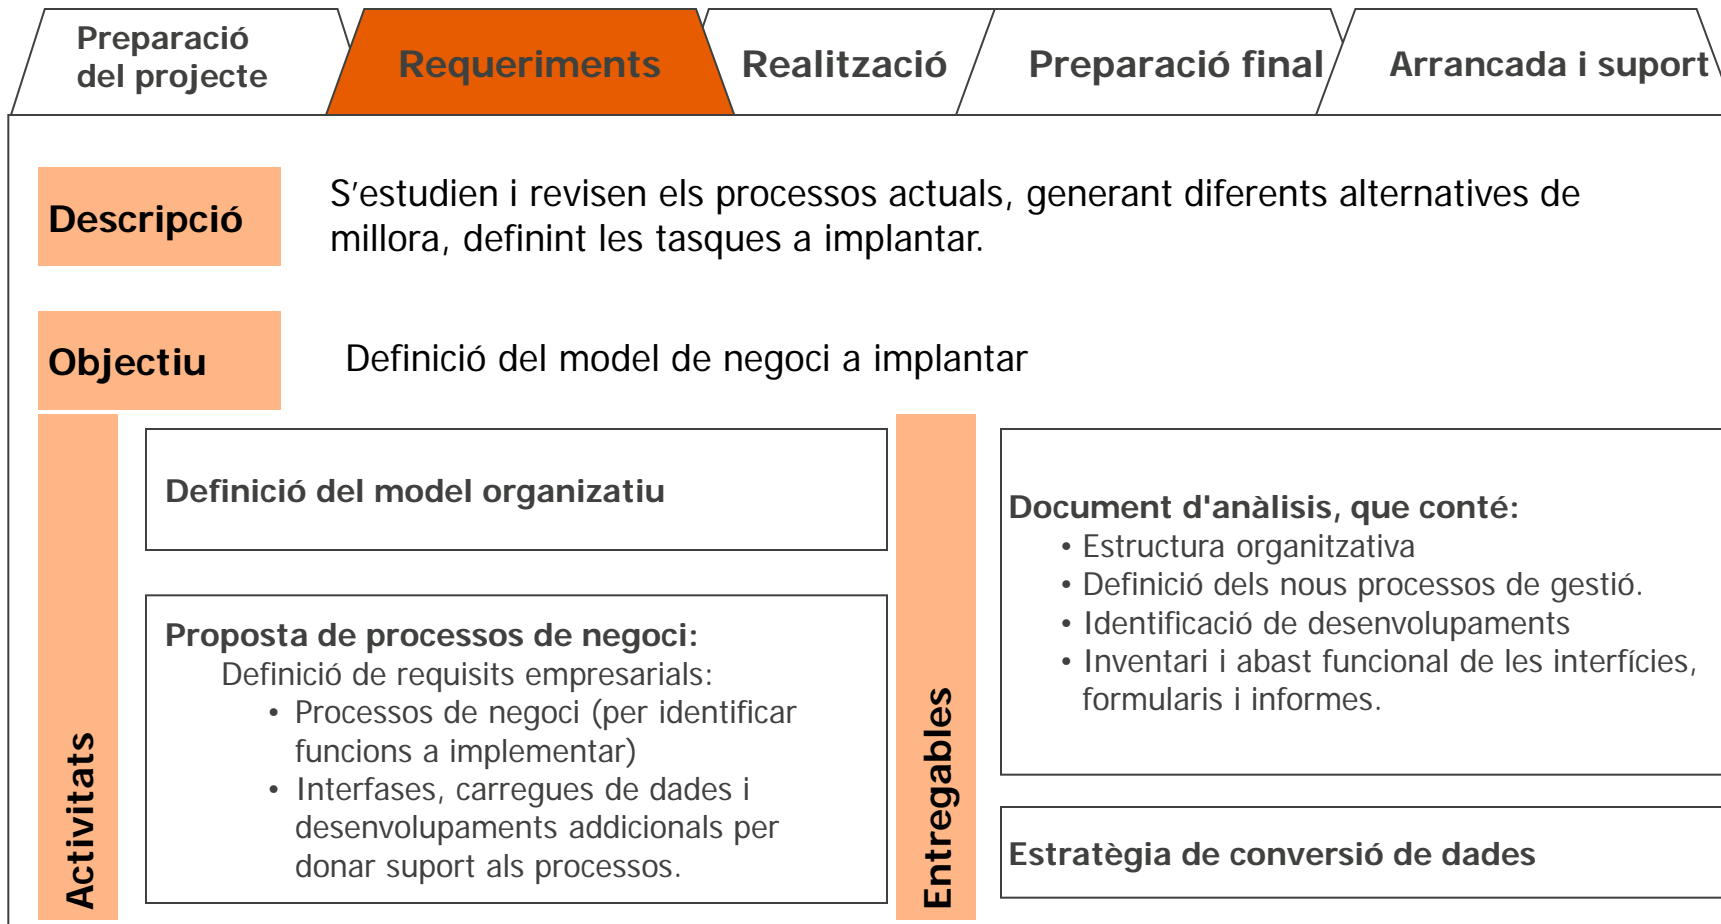 Preparació
del projecte
Requeriments
Realització
Preparació final
Arrancada i suport
Descripció
S'estudien i revisen els processos actuals, generant diferents alternatives de
millora, definint les tasques a implantar.
Objectiu
Definició del model de negoci a implantar
Activitats
Definició del model organizatiu
Proposta de processos de negoci:
Definició de requisits empresarials:
• Processos de negoci (per identificar
funcions a implementar)
• Interfases, carregues de dades i
desenvolupaments addicionals per
donar suport als processos.
Entregables
Document d'anàlisis, que conté:
• Estructura organitzativa
• Definició dels nous processos de gestió.
• Identificació de desenvolupaments
• Inventari i abast funcional de les interfícies,
formularis i informes.
Estratègia de conversió de dades